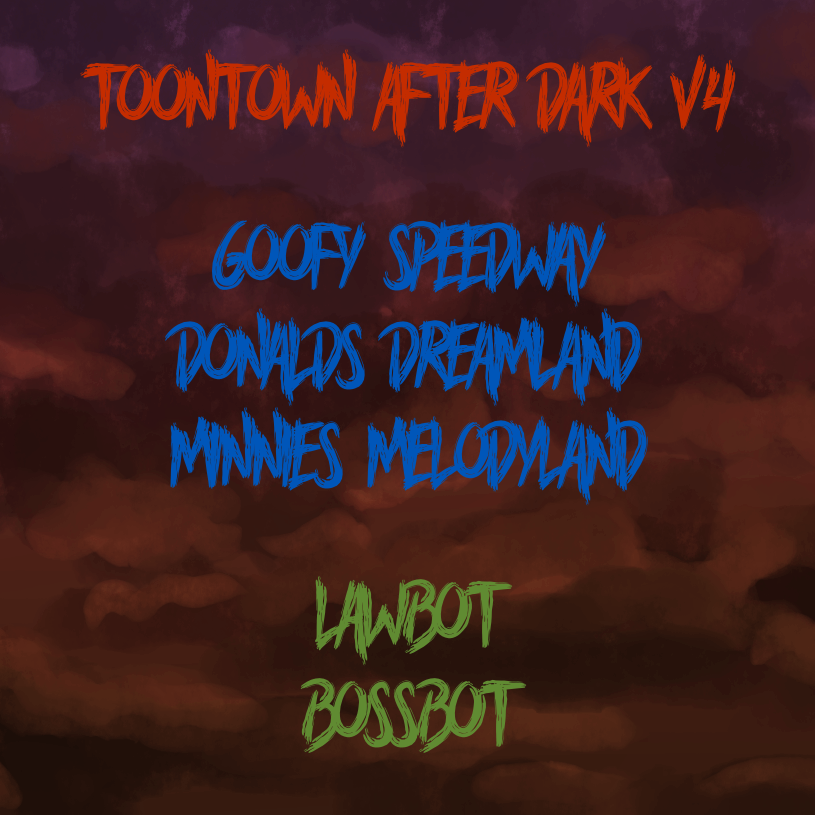 TOONTOWN AFTER DARK V4
GOOFY SPEEDWAY
DONALDS DREAMLAND
MINNIES MELODYLAND
LAWBOT
BOSSBOT